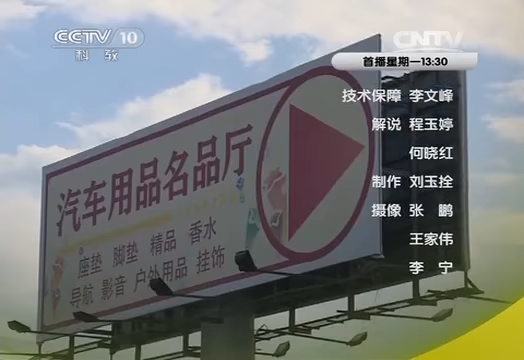 CCTV 10
科教
CNTV
首播星期一13:30
技术保障 李文峰
解说 程玉婷
何晓红
制作 刘玉拴
摄像 张 鹏
王家伟
李 宁
汽车用品名品厅
座垫 脚垫 精品 香水
导航 影音 户外用品 挂饰